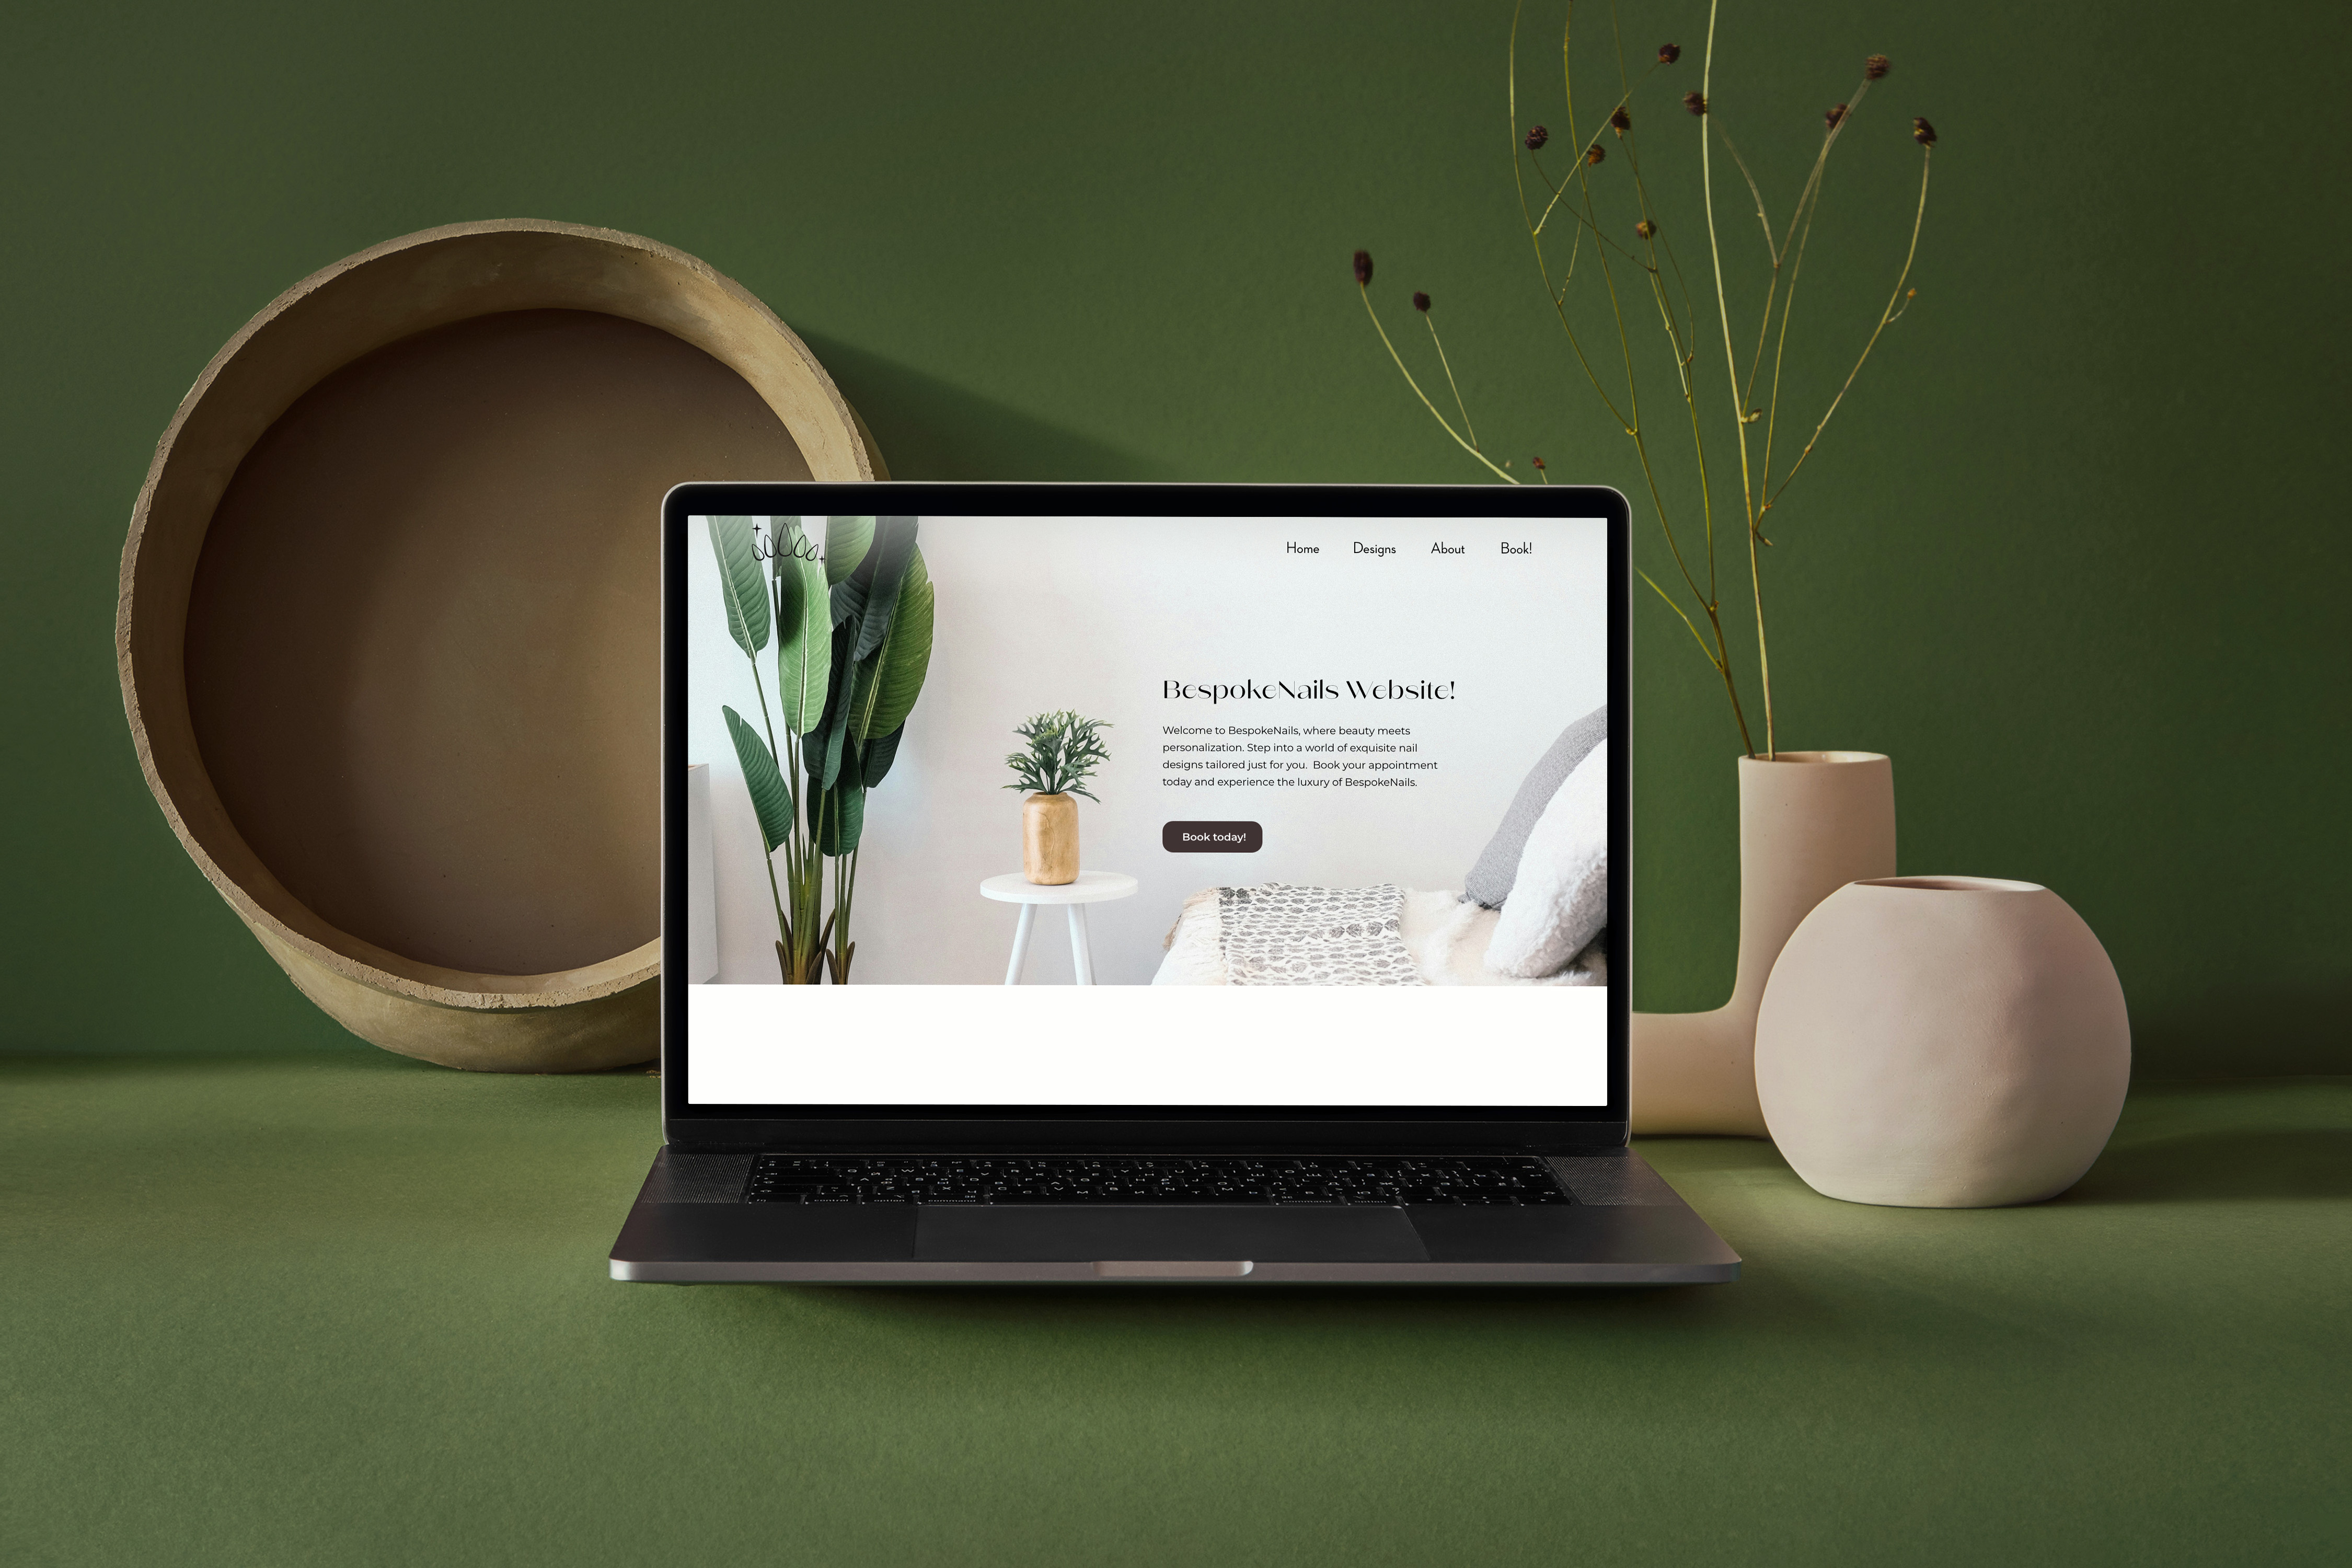 Home Designs About Book!
BespokeNails Website!
Welcome to BespokeNails, where beauty meets
personalization. Step into a world of exquisite nail
designs tailored just for you. Book your appointment
today and experience the luxury of BespokeNails.
Book today!